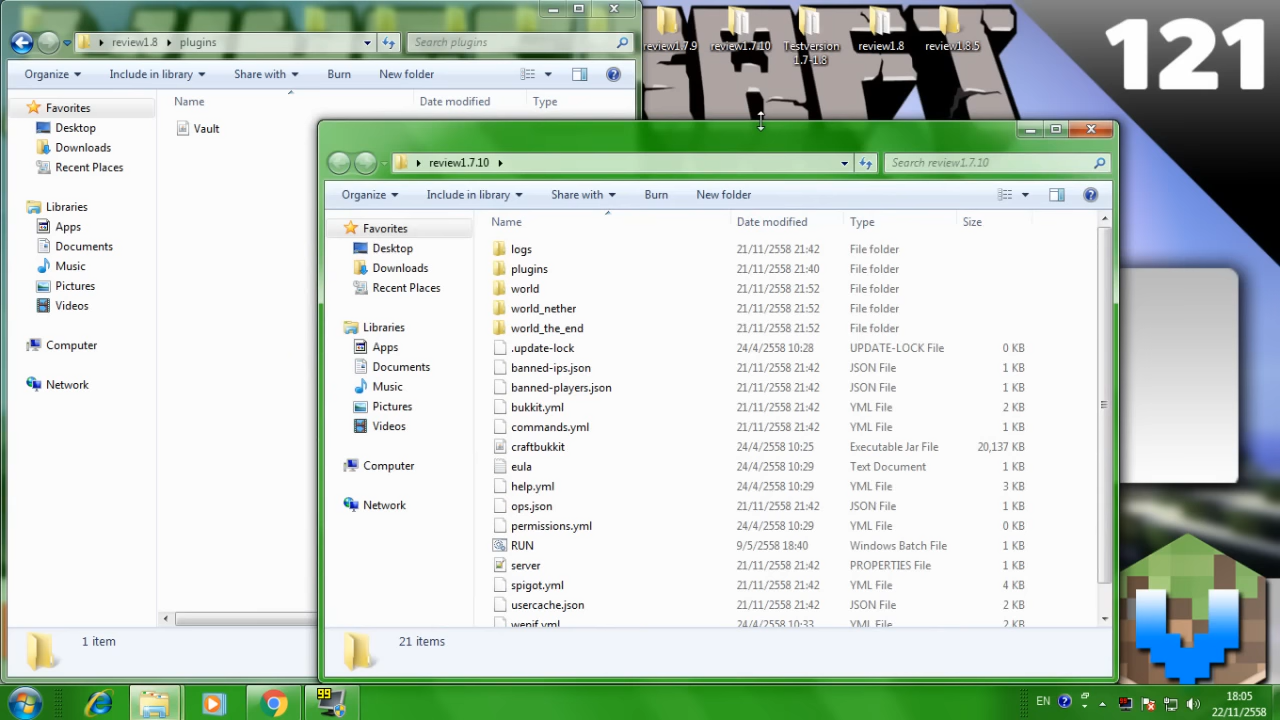 review1.8 plugins Search plugins
Organize Include in library Share with Burn New folder
Name Date modified Type
Vault
Favorites
Desktop
Downloads
Recent Places
Libraries
Apps
Documents
Music
Pictures
Videos
Computer
Network
1 item
review1.7.9 review1.7.10 Testversion 1.7-1.8 review1.8 review1.8.5
121
review1.7.10 Search review1.7.10
Organize Include in library Share with Burn New folder
Favorites
Desktop
Downloads
Recent Places
Libraries
Apps
Documents
Music
Pictures
Videos
Computer
Network
Name Date modified Type Size
logs 21/11/2558 21:42 File folder
plugins 21/11/2558 21:40 File folder
world 21/11/2558 21:52 File folder
world_nether 21/11/2558 21:52 File folder
world_the_end 21/11/2558 21:52 File folder
.update-lock 24/4/2558 10:28 UPDATE-LOCK File 0 KB
banned-ips.json 21/11/2558 21:42 JSON File 1 KB
banned-players.json 21/11/2558 21:42 JSON File 1 KB
bukkit.yml 21/11/2558 21:42 YML File 2 KB
commands.yml 21/11/2558 21:42 YML File 1 KB
craftbukkit 24/4/2558 10:25 Executable Jar File 20,137 KB
eula 24/4/2558 10:29 Text Document 1 KB
help.yml 24/4/2558 10:29 YML File 3 KB
ops.json 21/11/2558 21:42 JSON File 1 KB
permissions.yml 24/4/2558 10:29 YML File 0 KB
RUN 9/5/2558 18:40 Windows Batch File 1 KB
server 21/11/2558 21:42 PROPERTIES File 1 KB
spigot.yml 21/11/2558 21:42 YML File 4 KB
usercache.json 21/11/2558 21:42 JSON File 2 KB
wepif.yml 24/4/2558 10:33 YML File 2 KB
21 items
99
EN
18:05
22/11/2558